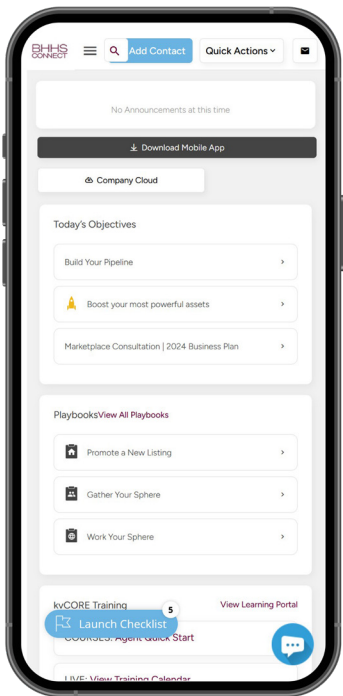 BHHS
CONNECT
Add Contact
Quick Actions
No Announcements at this time
Download Mobile App
Company Cloud
Today's Objectives
Build Your Pipeline
Boost your most powerful assets
Marketplace Consultation | 2024 Business Plan
PlaybooksView All Playbooks
Promote a New Listing
Gather Your Sphere
Work Your Sphere
kvCORE Training
View Learning Portal
5
Launch Checklist
COURSES: Agent Quick Start
LIVE: View Training Calendar